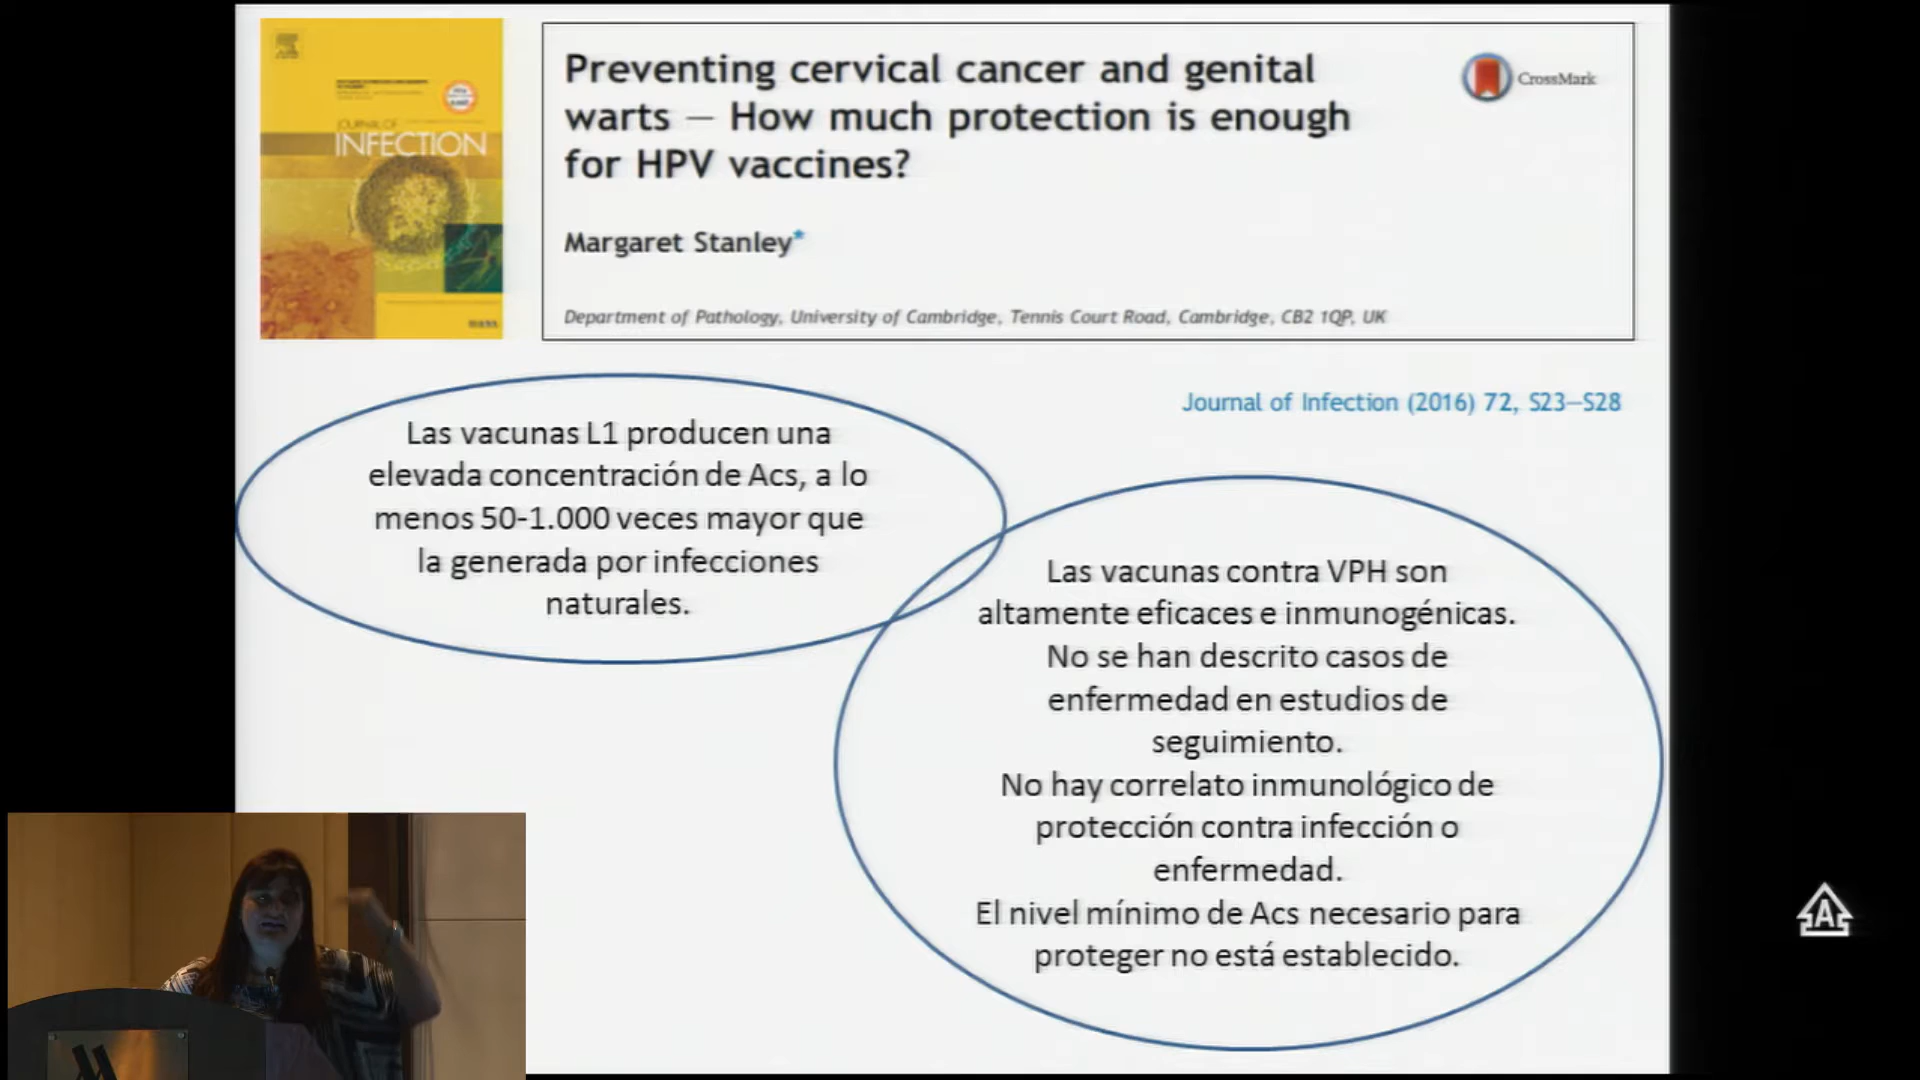 JOURNAL OF
INFECTION
Preventing cervical cancer and genital
warts — How much protection is enough
for HPV vaccines?
CrossMark
Margaret Stanley*
Department of Pathology, University of Cambridge, Tennis Court Road, Cambridge, CB2 1QP, UK
Journal of Infection (2016) 72, S23—S28
Las vacunas L1 producen una
elevada concentración de Acs, a lo
menos 50-1.000 veces mayor que
la generada por infecciones
naturales.
Las vacunas contra VPH son
altamente eficaces e inmunogénicas.
No se han descrito casos de
enfermedad en estudios de
seguimiento.
No hay correlato inmunológico de
protección contra infección o
enfermedad.
El nivel mínimo de Acs necesario para
proteger no está establecido.
A